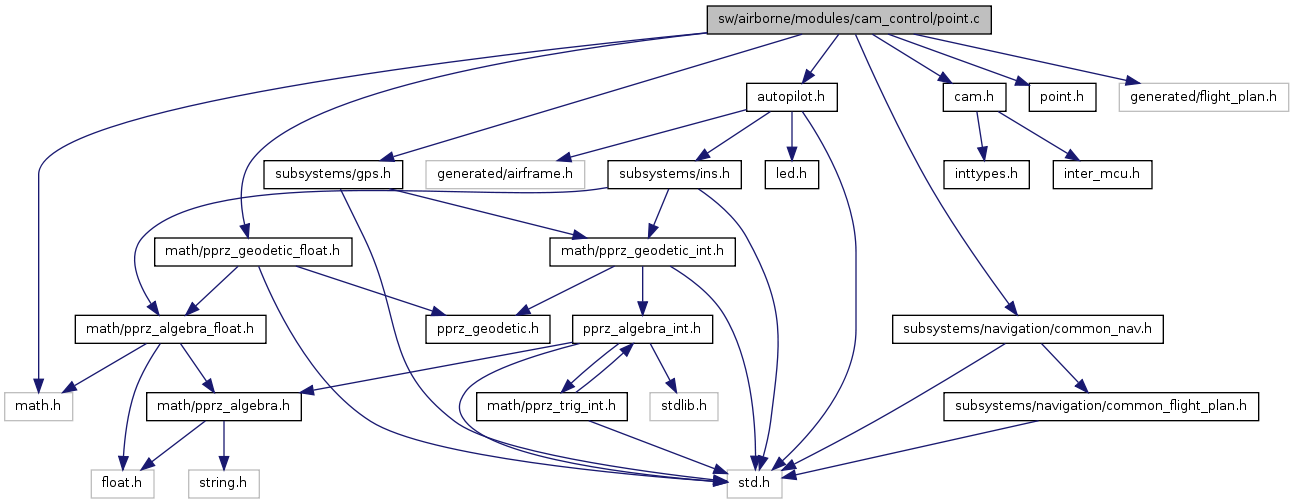 sw/airborne/modules/cam_control/point.c
autopilot.h
cam.h
point.h
generated/flight_plan.h
subsystems/gps.h
generated/airframe.h
subsystems/ins.h
led.h
inttypes.h
inter_mcu.h
math/pprz_geodetic_float.h
math/pprz_geodetic_int.h
math/pprz_algebra_float.h
pprz_geodetic.h
pprz_algebra_int.h
subsystems/navigation/common_nav.h
math.h
math/pprz_algebra.h
math/pprz_trig_int.h
stdlib.h
subsystems/navigation/common_flight_plan.h
float.h
string.h
std.h